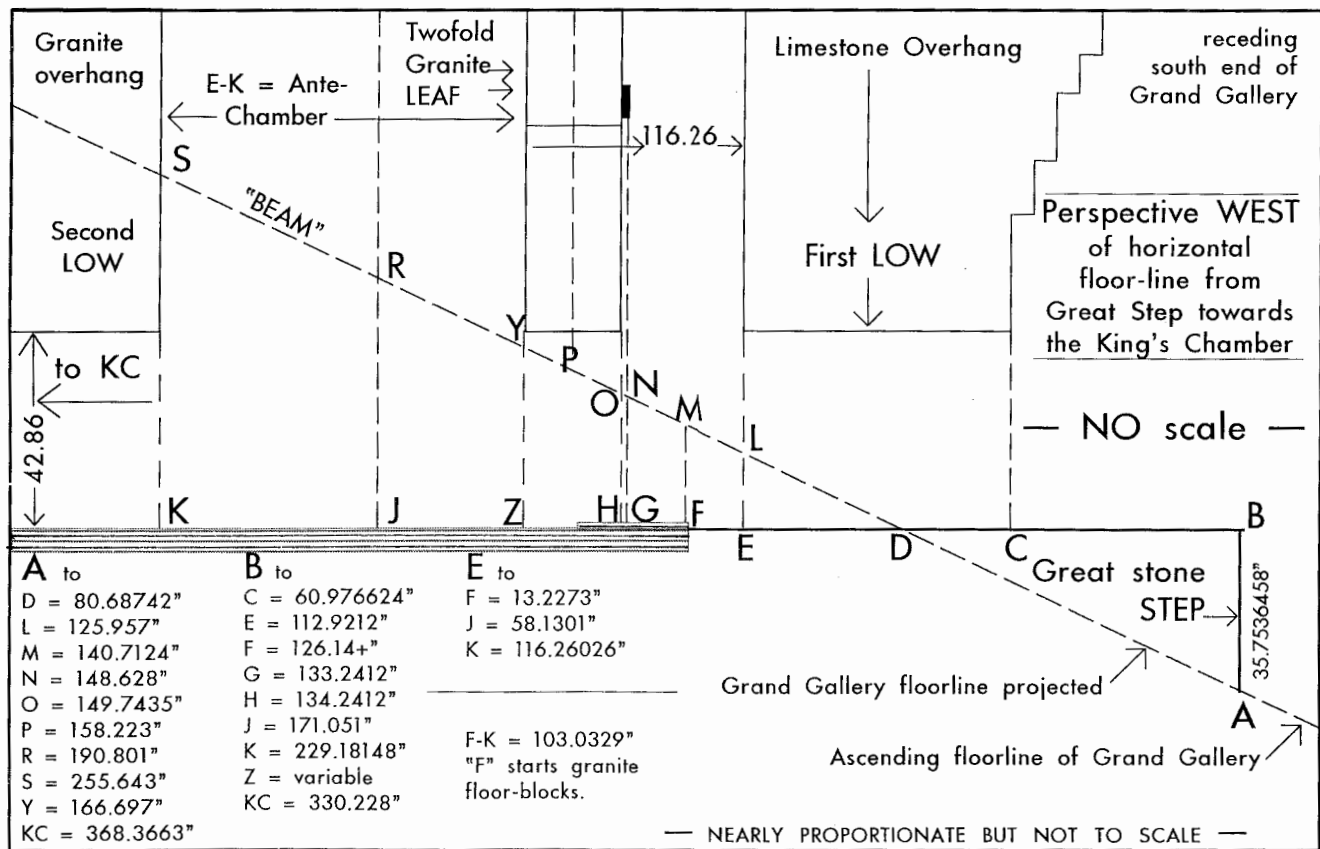 Granite
overhang
E-K = Ante-
Chamber
Twofold
Granite
LEAF
116.26
Limestone Overhang
First LOW
receding
south end of
Grand Gallery
S
"BEAM"
Second
LOW
R
Perspective WEST
of horizontal
floor-line from
Great Step towards
the King's Chamber
Y
P
to KC
O
N
M
L
— NO scale —
42.86
K
J
Z
H
G
F
E
D
C
B
Great stone
STEP
35.7536458"
A
Grand Gallery floorline projected
Ascending floorline of Grand Gallery
A to
D = 80.68742"
L = 125.957"
M = 140.7124"
N = 148.628"
O = 149.7435"
P = 158.223"
R = 190.801"
S = 255.643"
Y = 166.697"
KC = 368.3663"
B to
C = 60.976624"
E = 112.9212"
F = 126.14+"
G = 133.2412"
H = 134.2412"
J = 171.051"
K = 229.18148"
Z = variable
KC = 330.228"
E to
F = 13.2273"
J = 58.1301"
K = 116.26026"
F-K = 103.0329"
"F" starts granite
floor-blocks.
— NEARLY PROPORTIONATE BUT NOT TO SCALE —